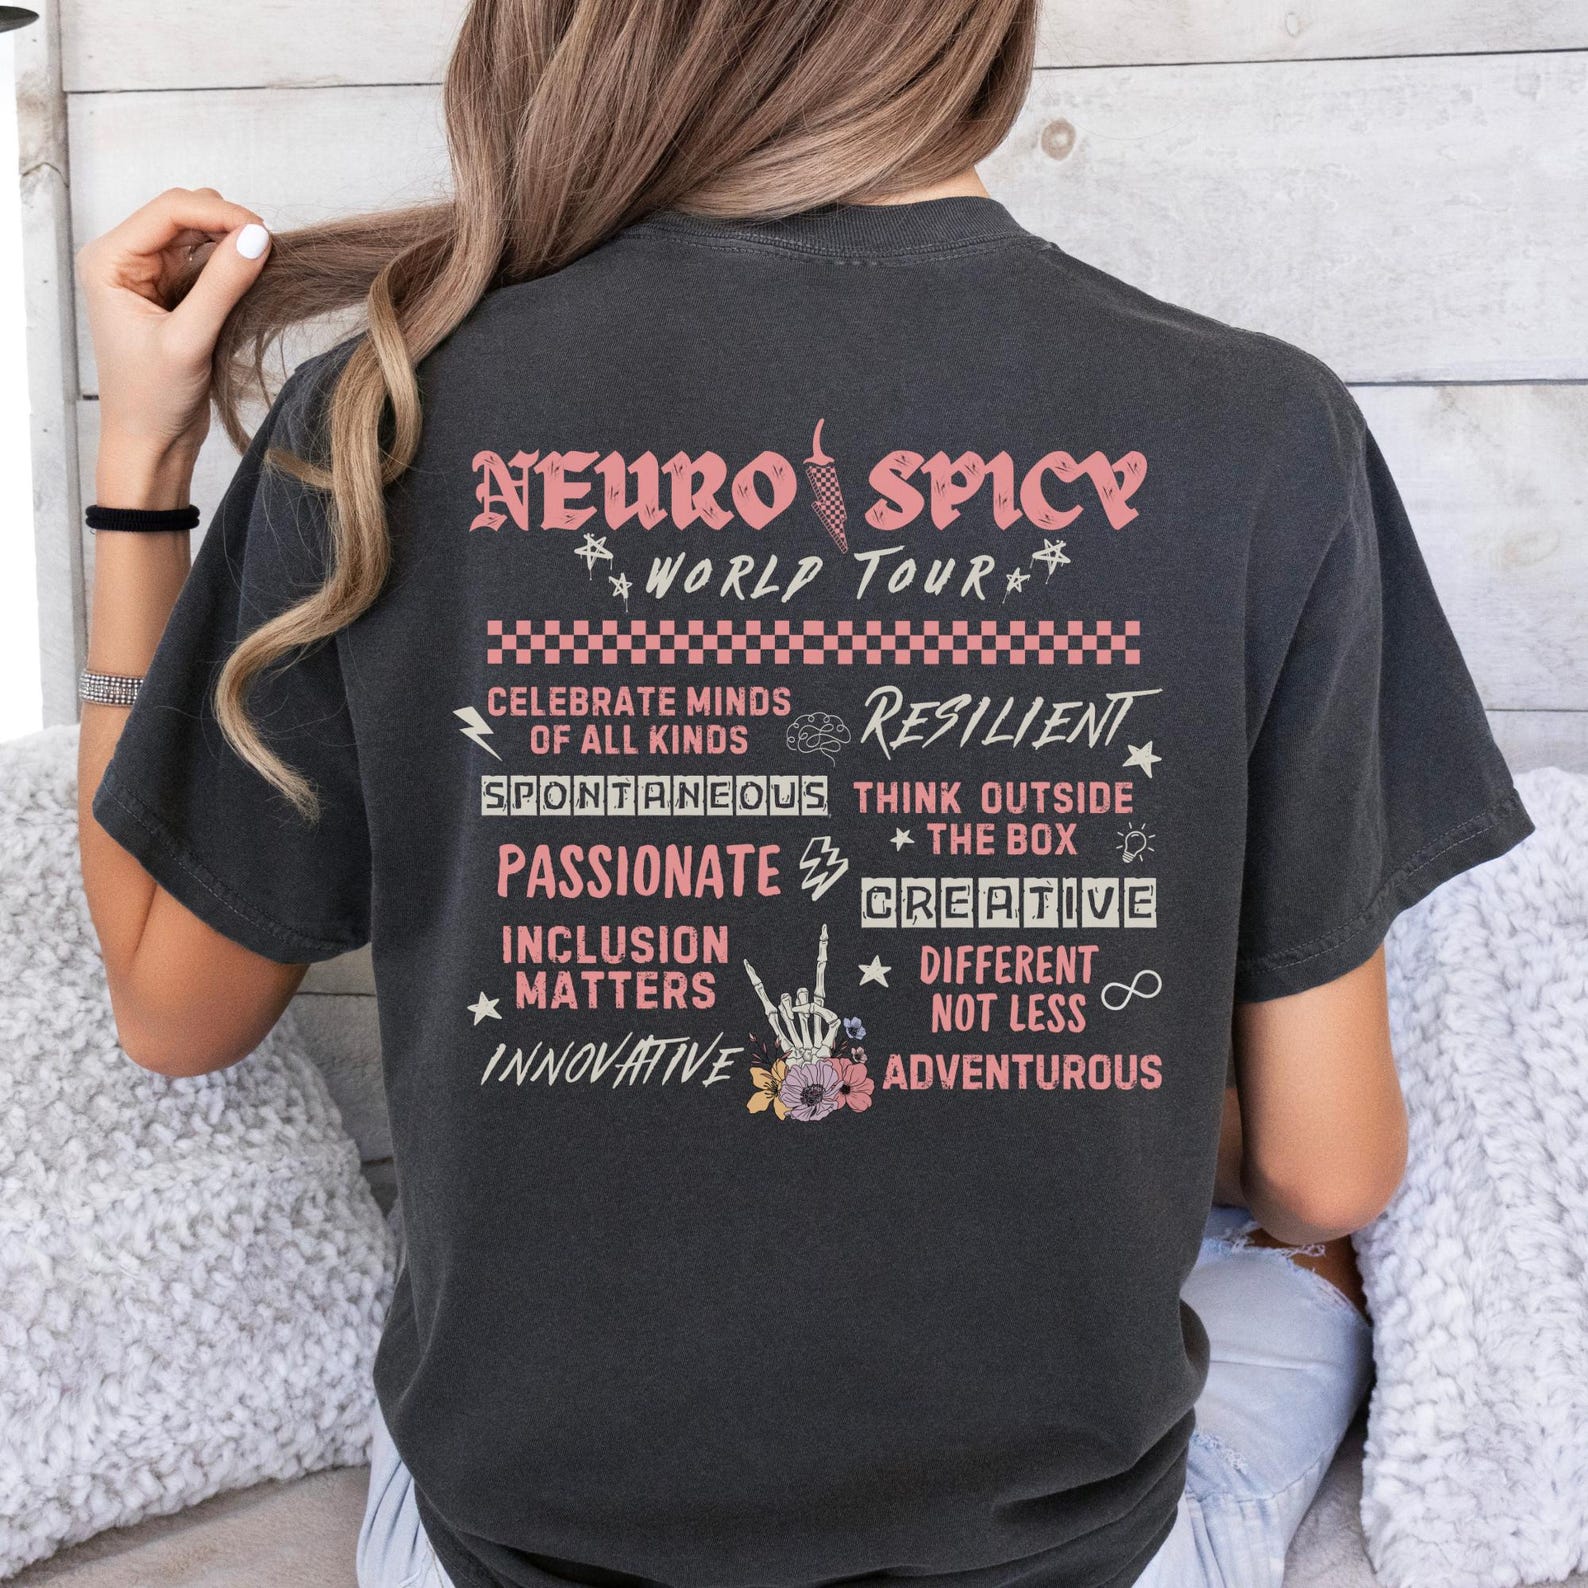 NEURO SPICY
WORLD TOUR
CELEBRATE MINDS
OF ALL KINDS
RESILIENT
SPONTANEOUS
THINK OUTSIDE
THE BOX
PASSIONATE
CREATIVE
INCLUSION
MATTERS
DIFFERENT
NOT LESS
INNOVATIVE
ADVENTUROUS